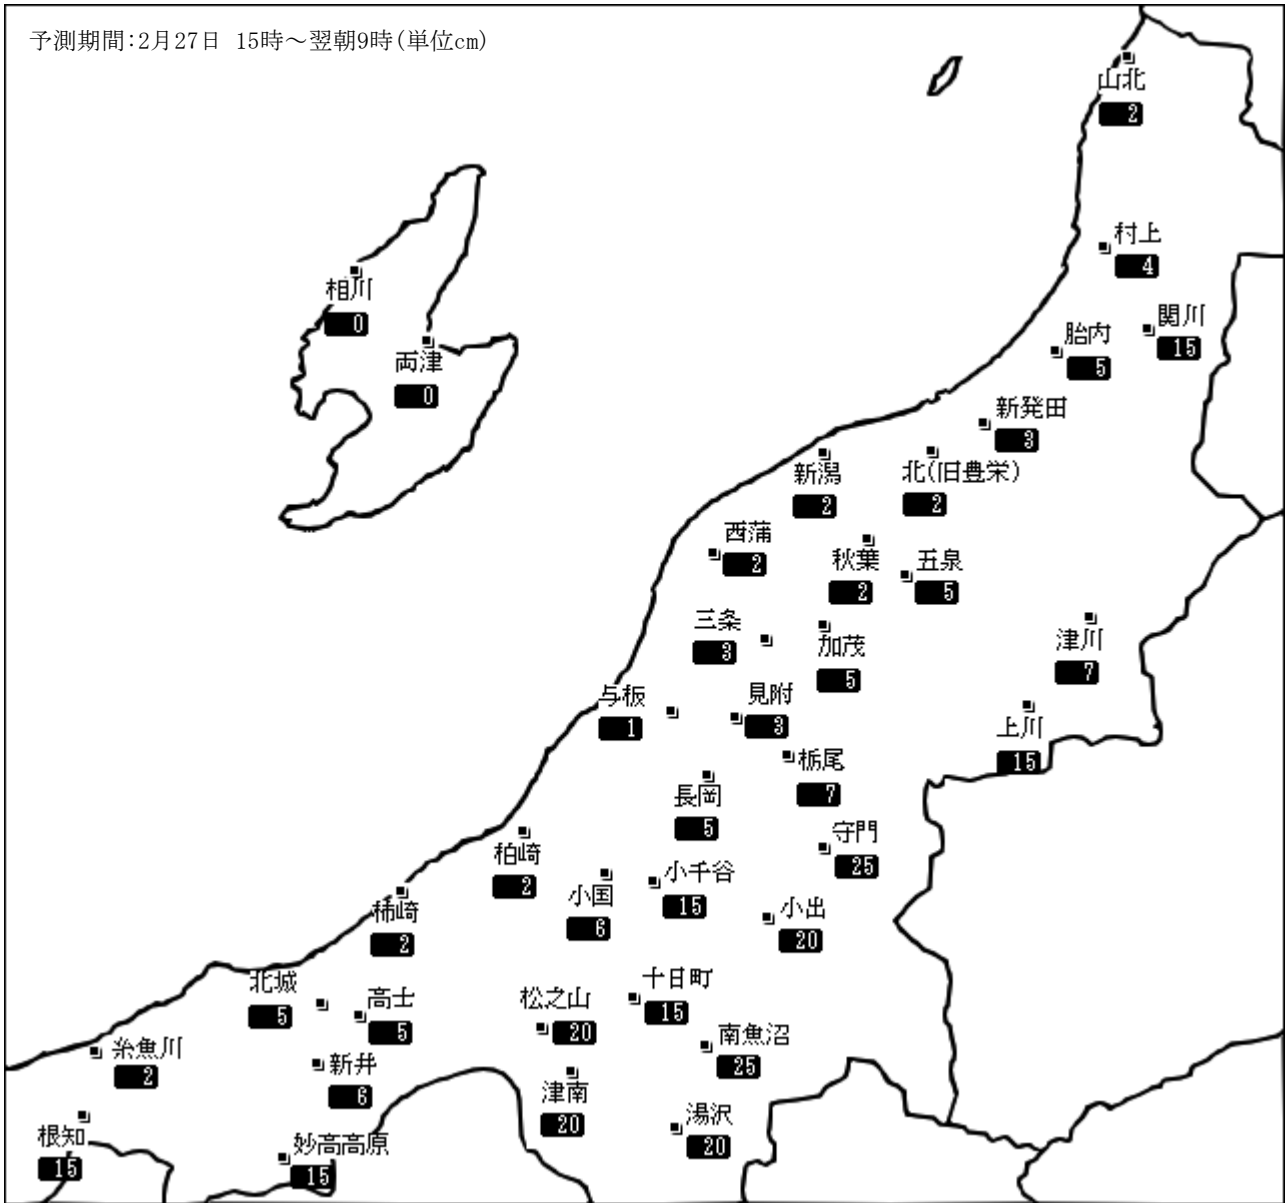 予測期間:2月27日 15時～翌朝9時(単位cm)
山北
2
村上
4
相川
0
関川
15
胎内
5
両津
0
新発田
3
新潟
2
北(旧豊栄)
2
西蒲
2
秋葉
2
五泉
5
三条
3
加茂
5
津川
7
与板
1
見附
3
上川
15
栃尾
7
長岡
5
守門
25
柏崎
2
小千谷
15
小国
6
小出
20
柿崎
2
北城
5
高士
5
松之山
20
十日町
15
糸魚川
2
南魚沼
25
新井
6
津南
20
湯沢
20
根知
15
妙高高原
15